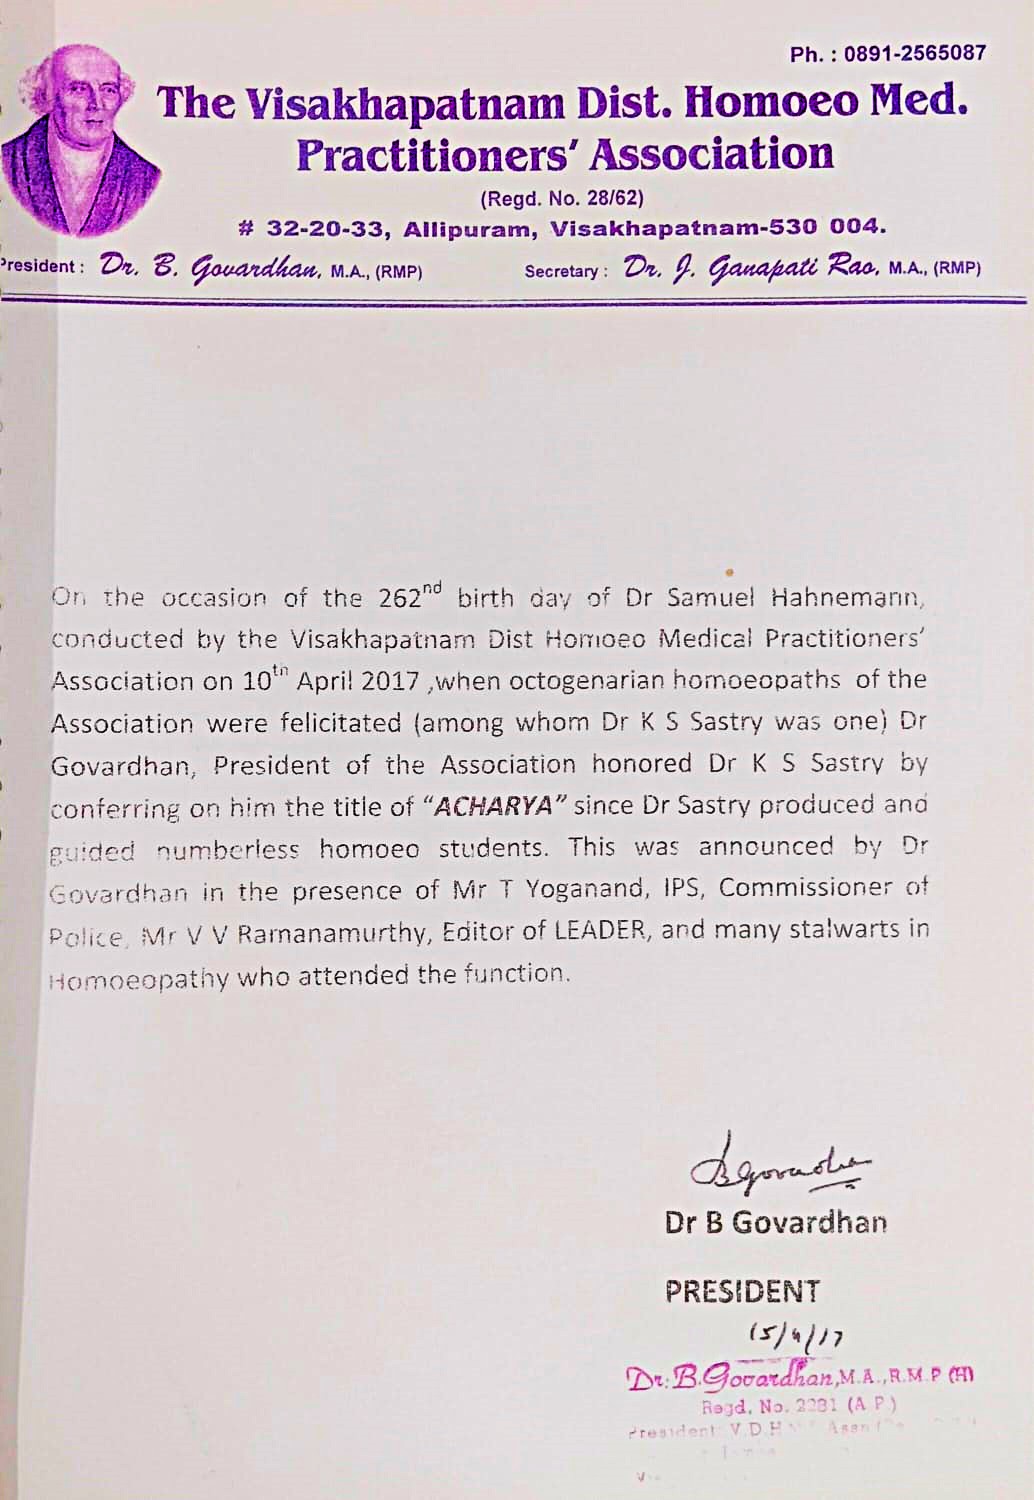 Ph. : 0891-2565087
The Visakhapatnam Dist. Homoeo Med.
Practitioners' Association
(Regd. No. 28/62)
# 32-20-33, Allipuram, Visakhapatnam-530 004.
President : Dr. B. Govardhan, M.A., (RMP) Secretary : Dr. J. Ganapati Rao, M.A., (RMP)
On the occasion of the 262nd birth day of Dr Samuel Hahnemann,
conducted by the Visakhapatnam Dist Homoeo Medical Practitioners'
Association on 10th April 2017 ,when octogenarian homoeopaths of the
Association were felicitated (among whom Dr K S Sastry was one) Dr
Govardhan, President of the Association honored Dr K S Sastry by
conferring on him the title of "ACHARYA" since Dr Sastry produced and
guided numberless homoeo students. This was announced by Dr
Govardhan in the presence of Mr T Yoganand, IPS, Commissioner of
Police, Mr V V Ramanamurthy, Editor of LEADER, and many stalwarts in
Homoeopathy who attended the function.
BGovardhan
Dr B Govardhan
PRESIDENT
15/4/17
Dr. B. Govardhan, M.A., R.M.P (H)
Regd. No. 2281 (A.P.)
President V.D.H Assn